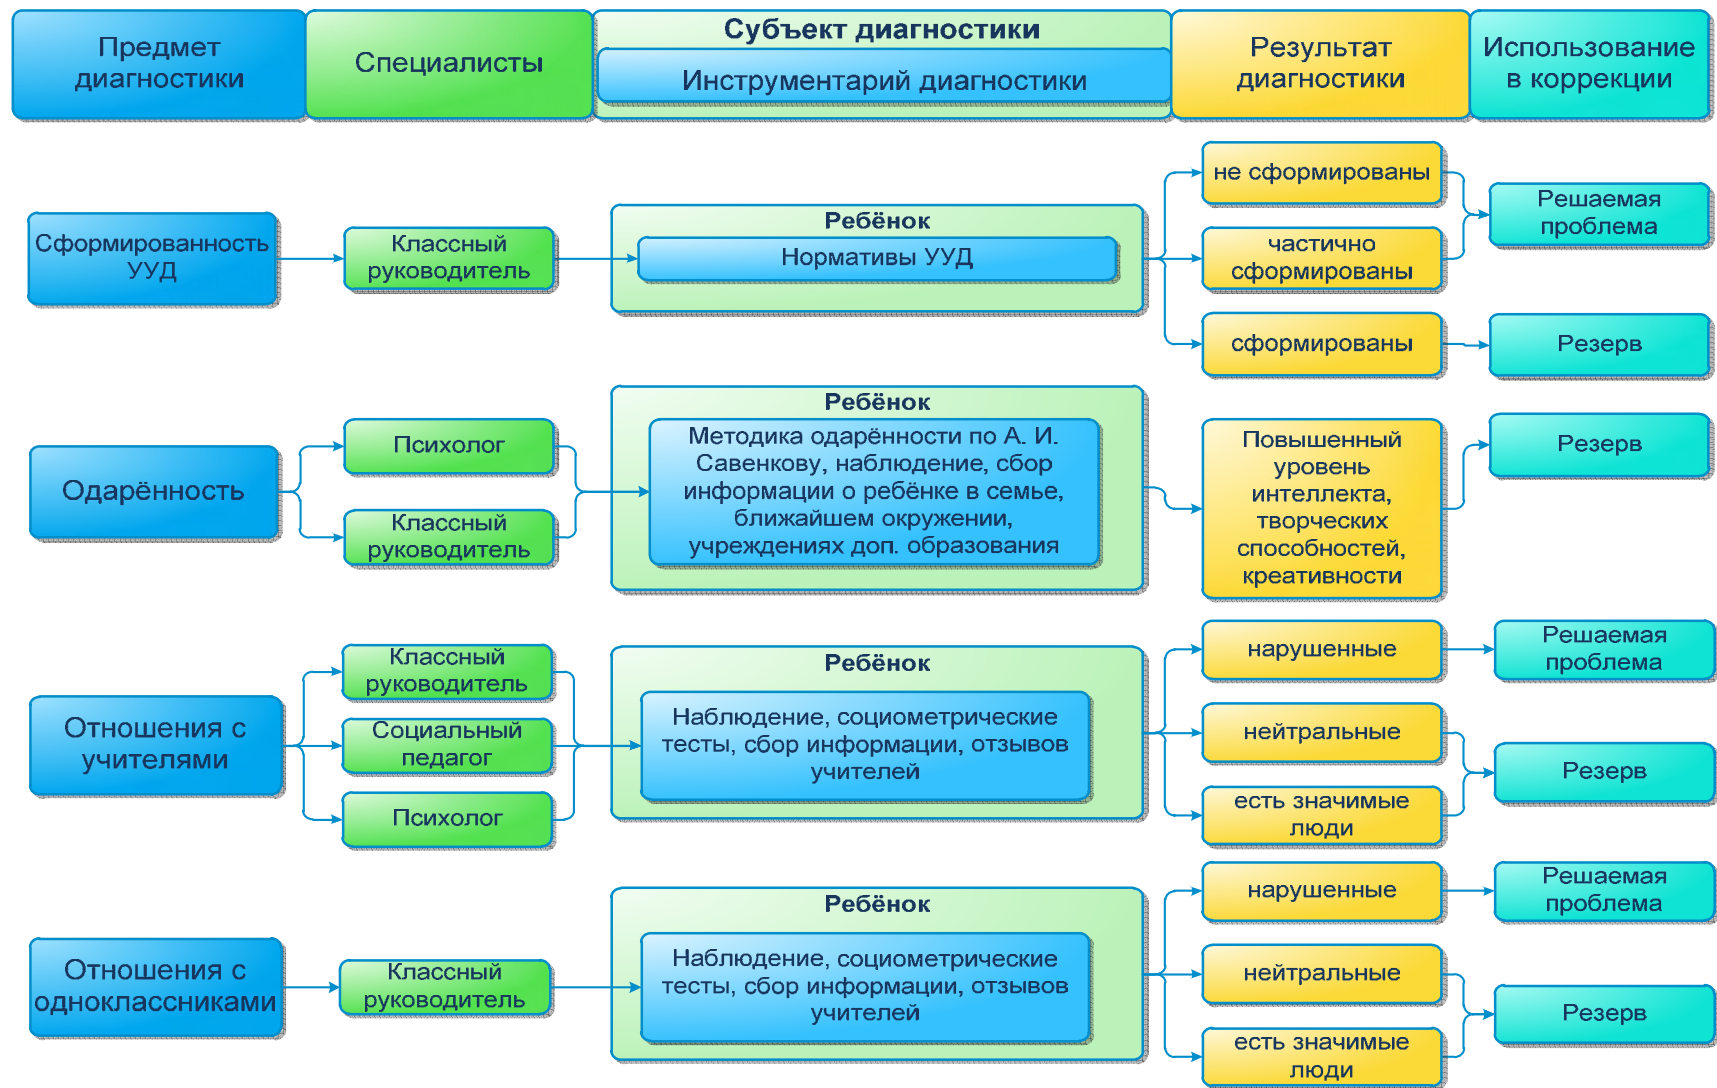 Предмет
диагностики
Специалисты
Субъект диагностики
Инструментарий диагностики
Результат
диагностики
Использование
в коррекции
Сформированность
УУД
Классный
руководитель
Ребёнок
Нормативы УУД
не сформированы
частично
сформированы
сформированы
Решаемая
проблема
Резерв
Одарённость
Психолог
Классный
руководитель
Ребёнок
Методика одарённости по А. И.
Савенкову, наблюдение, сбор
информации о ребёнке в семье,
ближайшем окружении,
учреждениях доп. образования
Повышенный
уровень
интеллекта,
творческих
способностей,
креативности
Резерв
Отношения с
учителями
Классный
руководитель
Социальный
педагог
Психолог
Ребёнок
Наблюдение, социометрические
тесты, сбор информации, отзывов
учителей
нарушенные
нейтральные
есть значимые
люди
Решаемая
проблема
Резерв
Отношения с
одноклассниками
Классный
руководитель
Ребёнок
Наблюдение, социометрические
тесты, сбор информации, отзывов
учителей
нарушенные
нейтральные
есть значимые
люди
Решаемая
проблема
Резерв